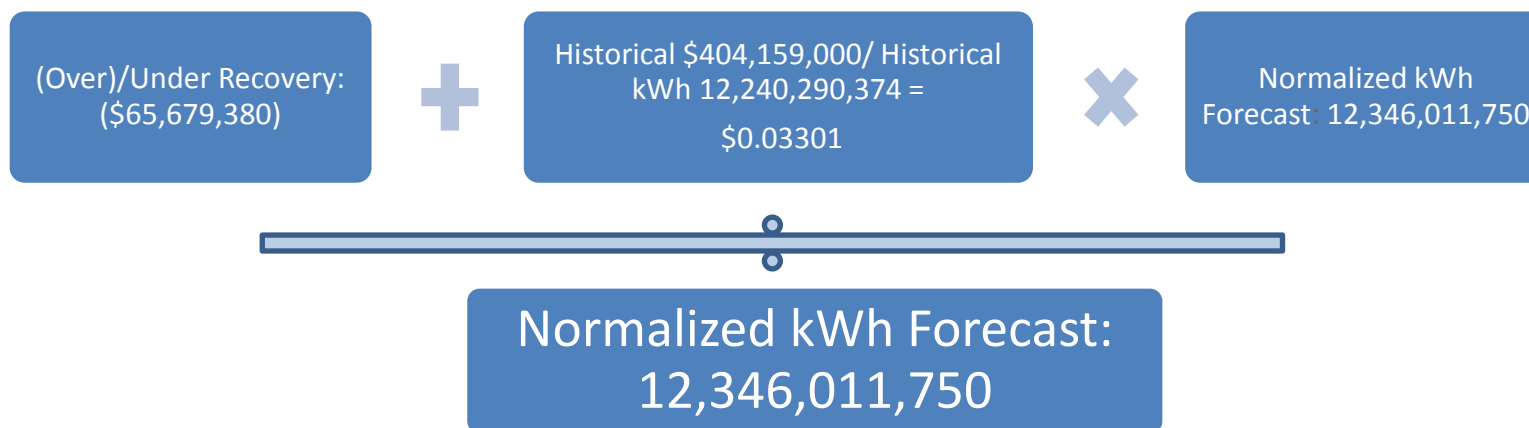 (Over)/Under Recovery:
($65,679,380)
Historical $404,159,000/ Historical
kWh 12,240,290,374 =
$0.03301
Normalized kWh
Forecast: 12,346,011,750
Normalized kWh Forecast:
12,346,011,750